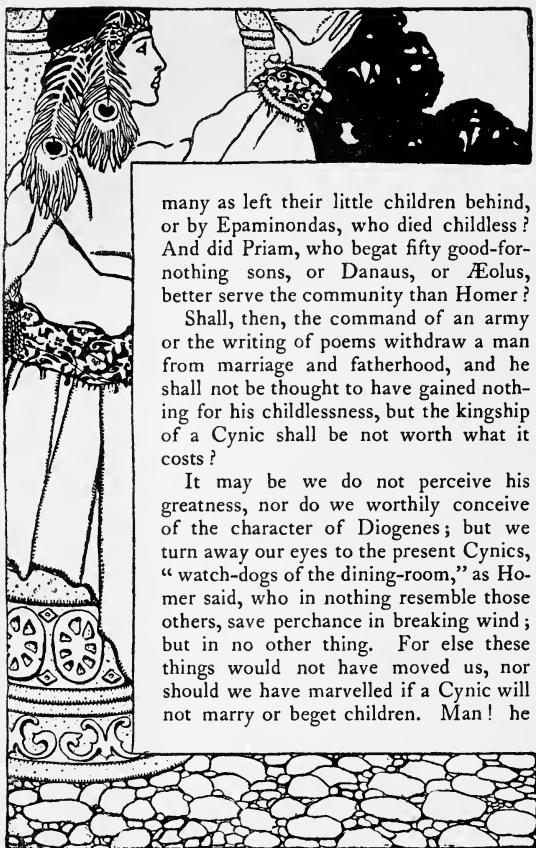 many as left their little children behind,
or by Epaminondas, who died childless ?
And did Priam, who begat fifty good-for-
nothing sons, or Danaus, or Æolus,
better serve the community than Homer ?
Shall, then, the command of an army
or the writing of poems withdraw a man
from marriage and fatherhood, and he
shall not be thought to have gained noth-
ing for his childlessness, but the kingship
of a Cynic shall be not worth what it
costs ?
It may be we do not perceive his
greatness, nor do we worthily conceive
of the character of Diogenes ; but we
turn away our eyes to the present Cynics,
“ watch-dogs of the dining-room,” as Ho-
mer said, who in nothing resemble those
others, save perchance in breaking wind ;
but in no other thing. For else these
things would not have moved us, nor
should we have marvelled if a Cynic will
not marry or beget children. Man ! he